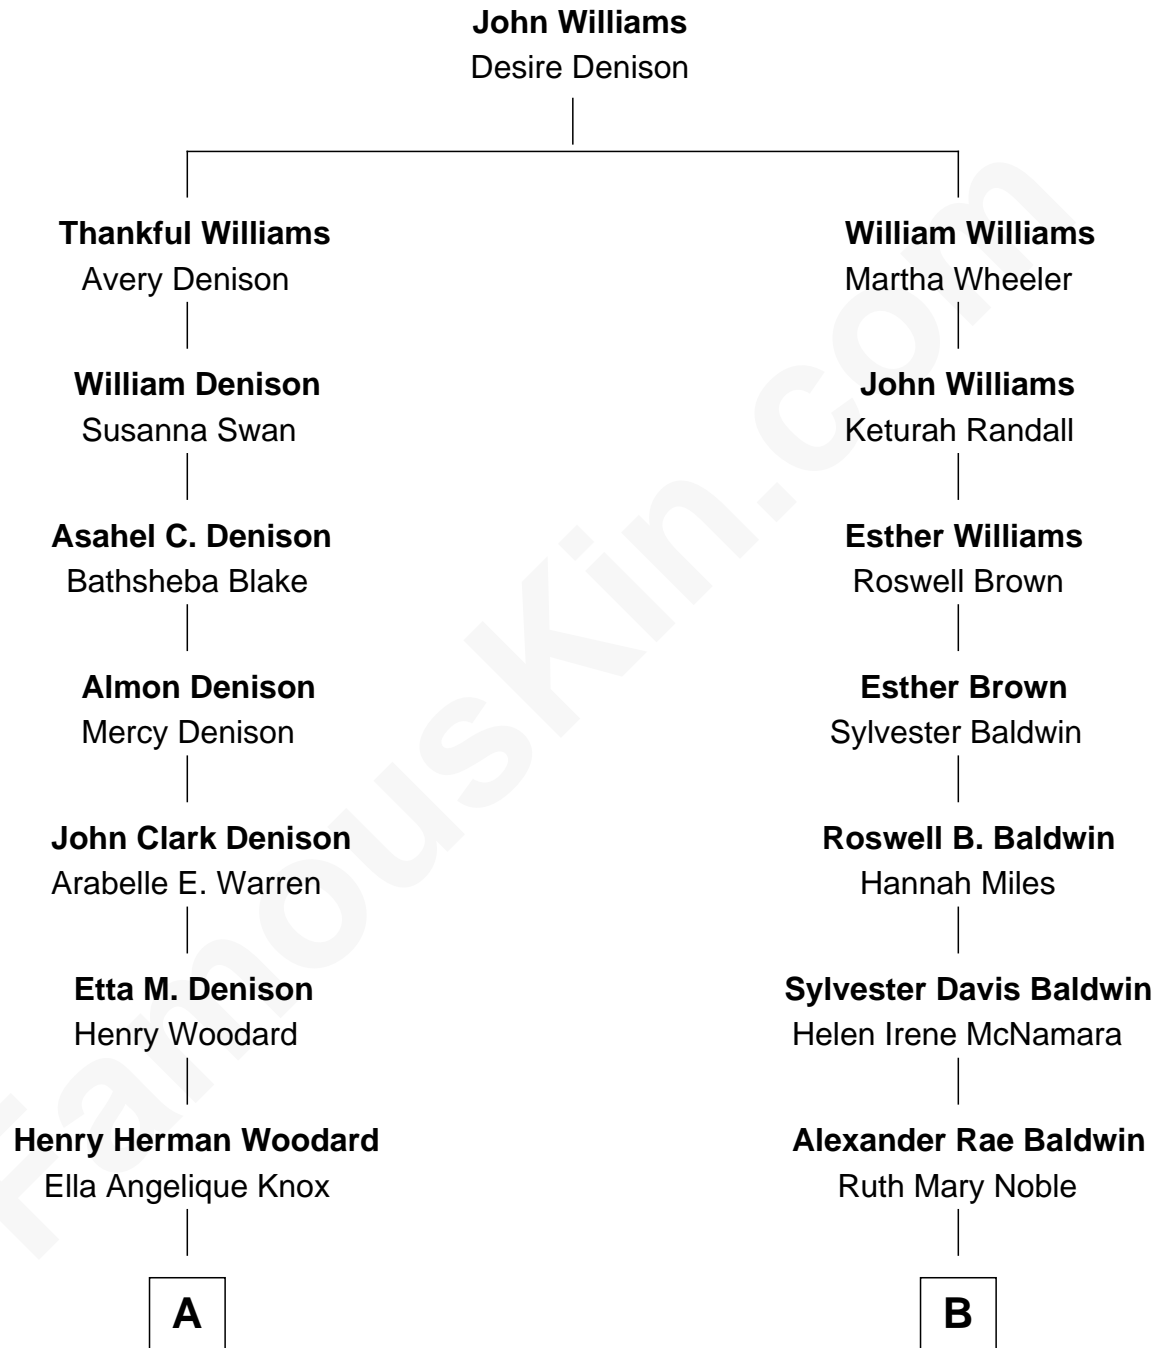 John Williams
Desire Denison
Thankful Williams
Avery Denison
William Williams
Martha Wheeler
William Denison
Susanna Swan
John Williams
Keturah Randall
Asahel C. Denison
Bathsheba Blake
Esther Williams
Roswell Brown
Almon Denison
Mercy Denison
Esther Brown
Sylvester Baldwin
John Clark Denison
Arabelle E. Warren
Roswell B. Baldwin
Hannah Miles
Etta M. Denison
Henry Woodard
Sylvester Davis Baldwin
Helen Irene McNamara
Henry Herman Woodard
Ella Angelique Knox
Alexander Rae Baldwin
Ruth Mary Noble
A
B
FamousKin.com